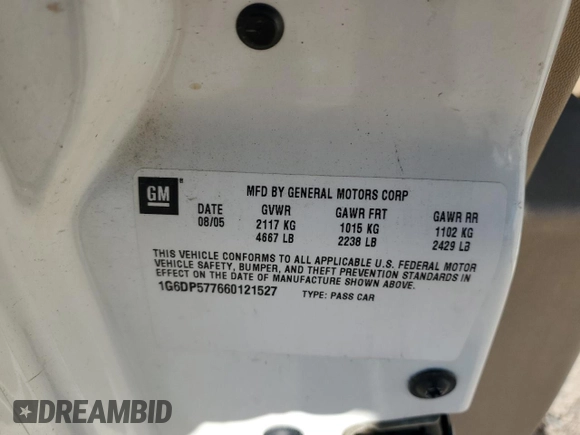 GM ®
MFD BY GENERAL MOTORS CORP
DATE GVWR GAWR FRT GAWR RR
08/05 2117 KG 1015 KG 1102 KG
4667 LB 2238 LB 2429 LB
THIS VEHICLE CONFORMS TO ALL APPLICABLE U.S. FEDERAL MOTOR
VEHICLE SAFETY, BUMPER, AND THEFT PREVENTION STANDARDS IN
EFFECT ON THE DATE OF MANUFACTURE SHOWN ABOVE.
1G6DP577660121527 TYPE: PASS CAR
DREAMBID